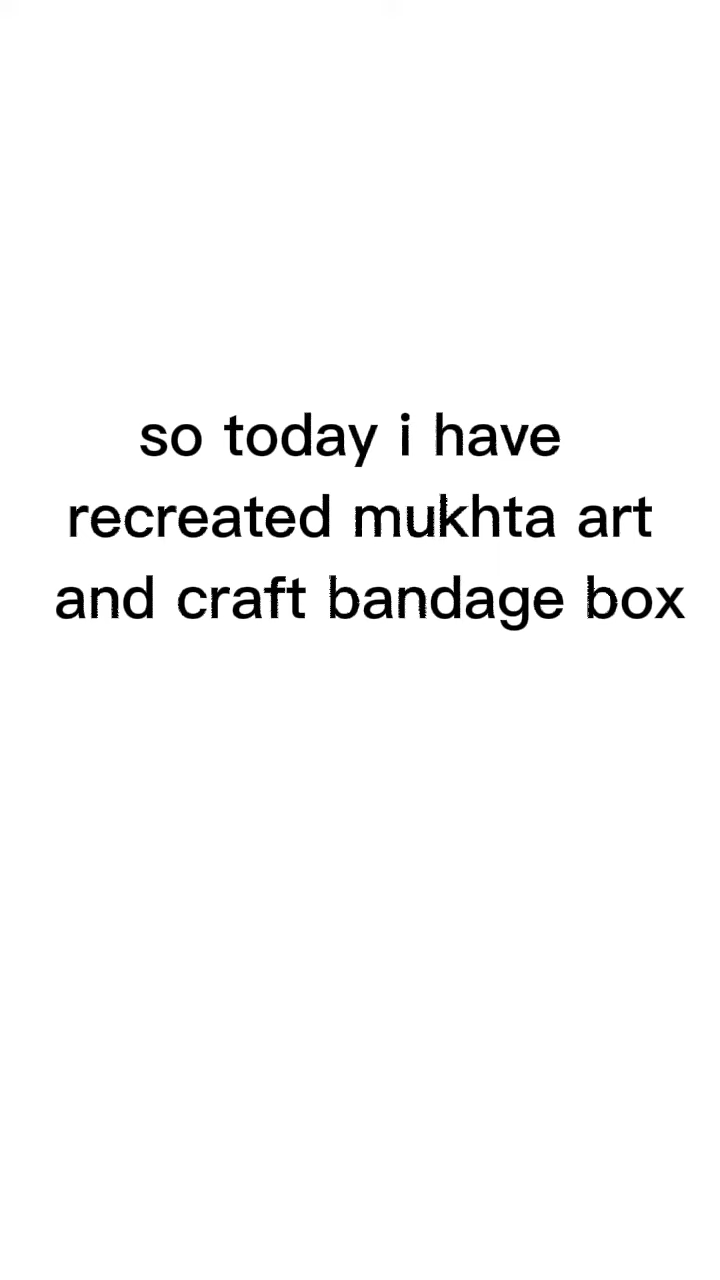 so today i have
recreated mukhta art
and craft bandage box